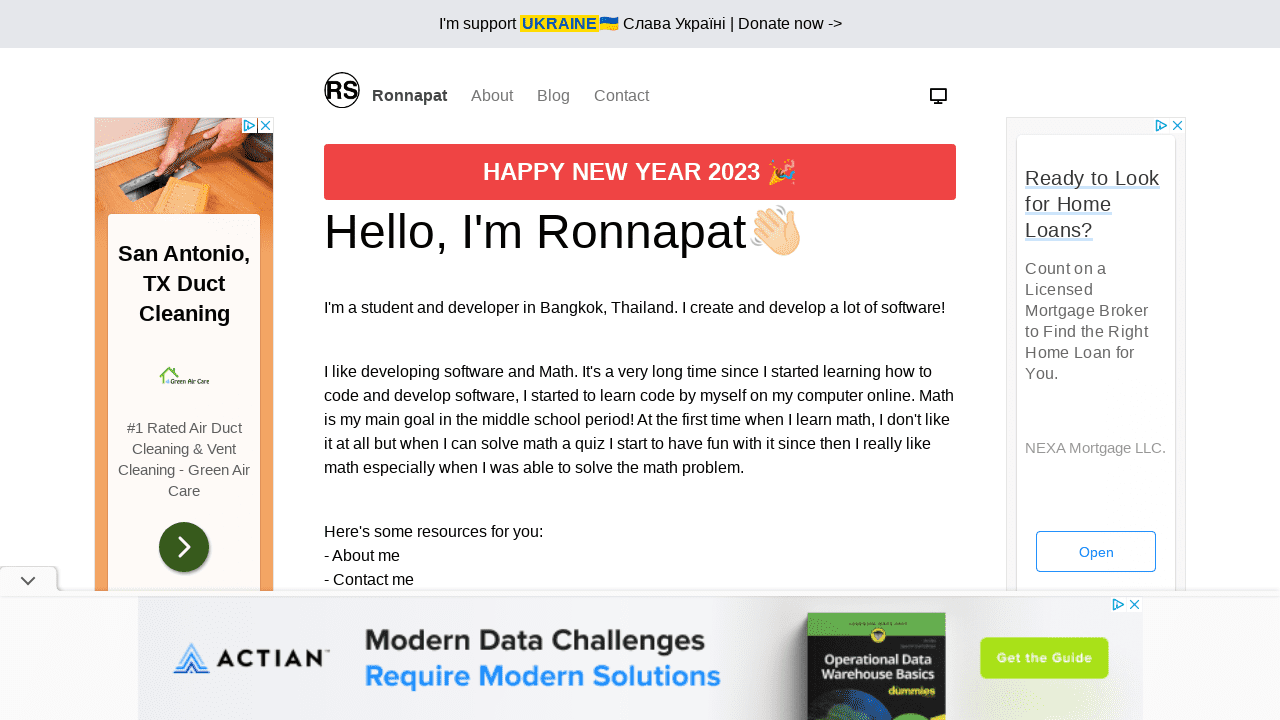 I'm support UKRAINE🇺🇦 Слава Україні | Donate now ->
RS Ronnapat About Blog Contact
HAPPY NEW YEAR 2023 🎉
Hello, I'm Ronnapat👋🏻
I'm a student and developer in Bangkok, Thailand. I create and develop a lot of software!
I like developing software and Math. It's a very long time since I started learning how to
code and develop software, I started to learn code by myself on my computer online. Math
is my main goal in the middle school period! At the first time when I learn math, I don't like
it at all but when I can solve math a quiz I start to have fun with it since then I really like
math especially when I was able to solve the math problem.
Here's some resources for you:
- About me
- Contact me
San Antonio,
TX Duct
Cleaning
Green Air Care
#1 Rated Air Duct
Cleaning & Vent
Cleaning - Green Air
Care
Ready to Look
for Home
Loans?
Count on a
Licensed
Mortgage Broker
to Find the Right
Home Loan for
You.
NEXA Mortgage LLC.
Open
ACTIAN
Modern Data Challenges
Require Modern Solutions
Operational Data
Warehouse Basics
dummies
Get the Guide